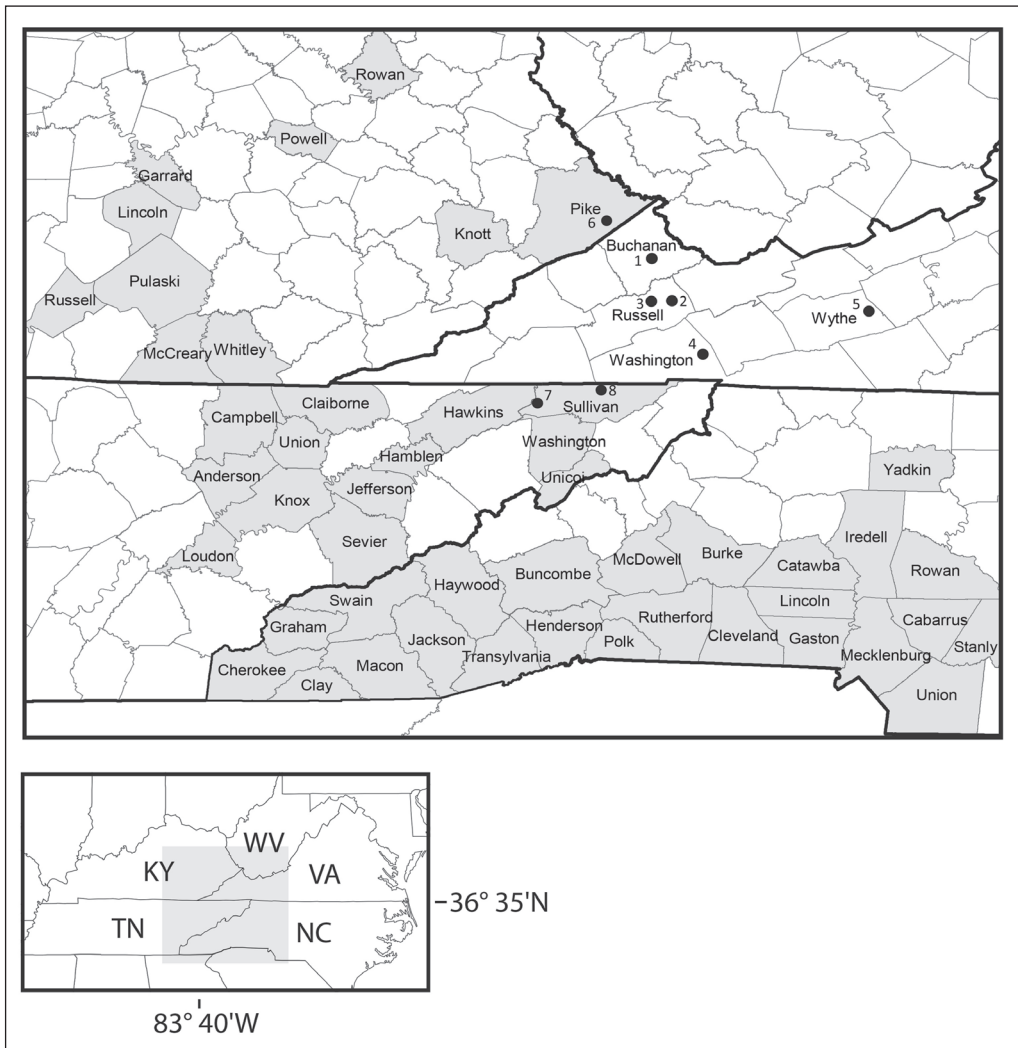 Rowan
Powell
Garrard
Lincoln
Pike
6
Knott
Buchanan
1
Pulaski
Russell
3
2
Russell
5
Wythe
4
Washington
McCreary
Whitley
Claiborne
7
8
Hawkins
Sullivan
Campbell
Union
Washington
Hamblen
Yadkin
Anderson
Unicoi
Jefferson
Knox
Iredell
Sevier
Loudon
McDowell
Burke
Catawba
Rowan
Buncombe
Haywood
Swain
Lincoln
Rutherford
Cabarrus
Graham
Henderson
Jackson
Polk
Cleveland
Gaston
Stanly
Transylvania
Mecklenburg
Cherokee
Macon
Clay
Union
WV
KY
VA
36° 35'N
TN
NC
83° 40'W